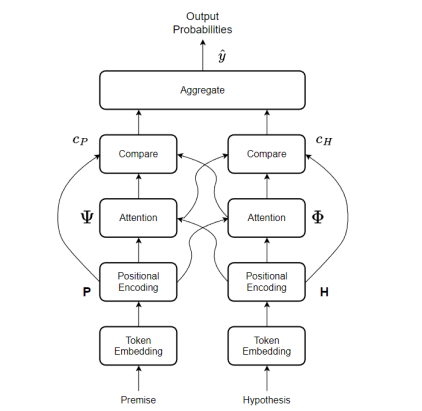 Output
Probabilities
ŷ
Aggregate
c_P
c_H
Compare
Compare
Ψ
Attention
Attention
Φ
Positional
Encoding
Positional
Encoding
P
H
Token
Embedding
Token
Embedding
Premise
Hypothesis